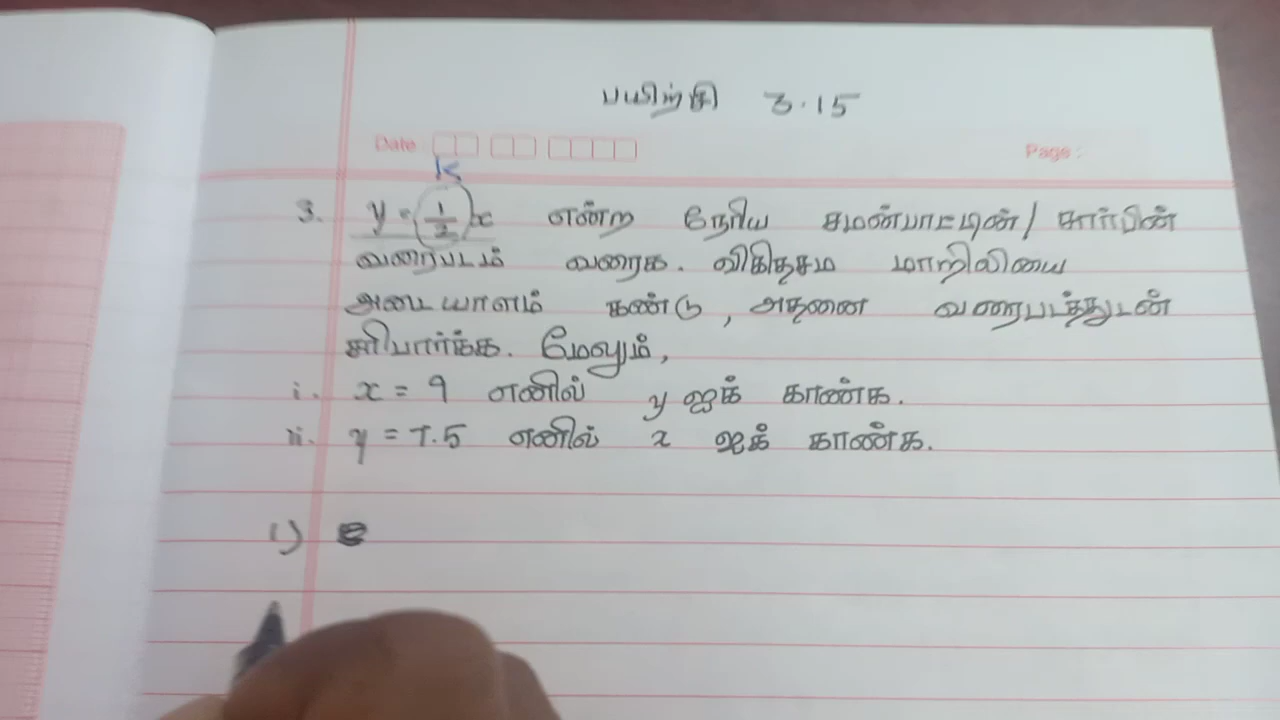 பயிற்சி 3.15
Date
Page :
K
3. y = (1/2)x என்ற நேரிய சமன்பாட்டின்/ சார்பின்
வரைபடம் வரைக. விகிதசம மாறிலியை
அடையாளம் கண்டு, அதனை வரைபடத்துடன்
சரிபார்க்க. மேலும்,
i. x = 9 எனில் y ஐக் காண்க.
ii. y = 7.5 எனில் x ஐக் காண்க.
1)